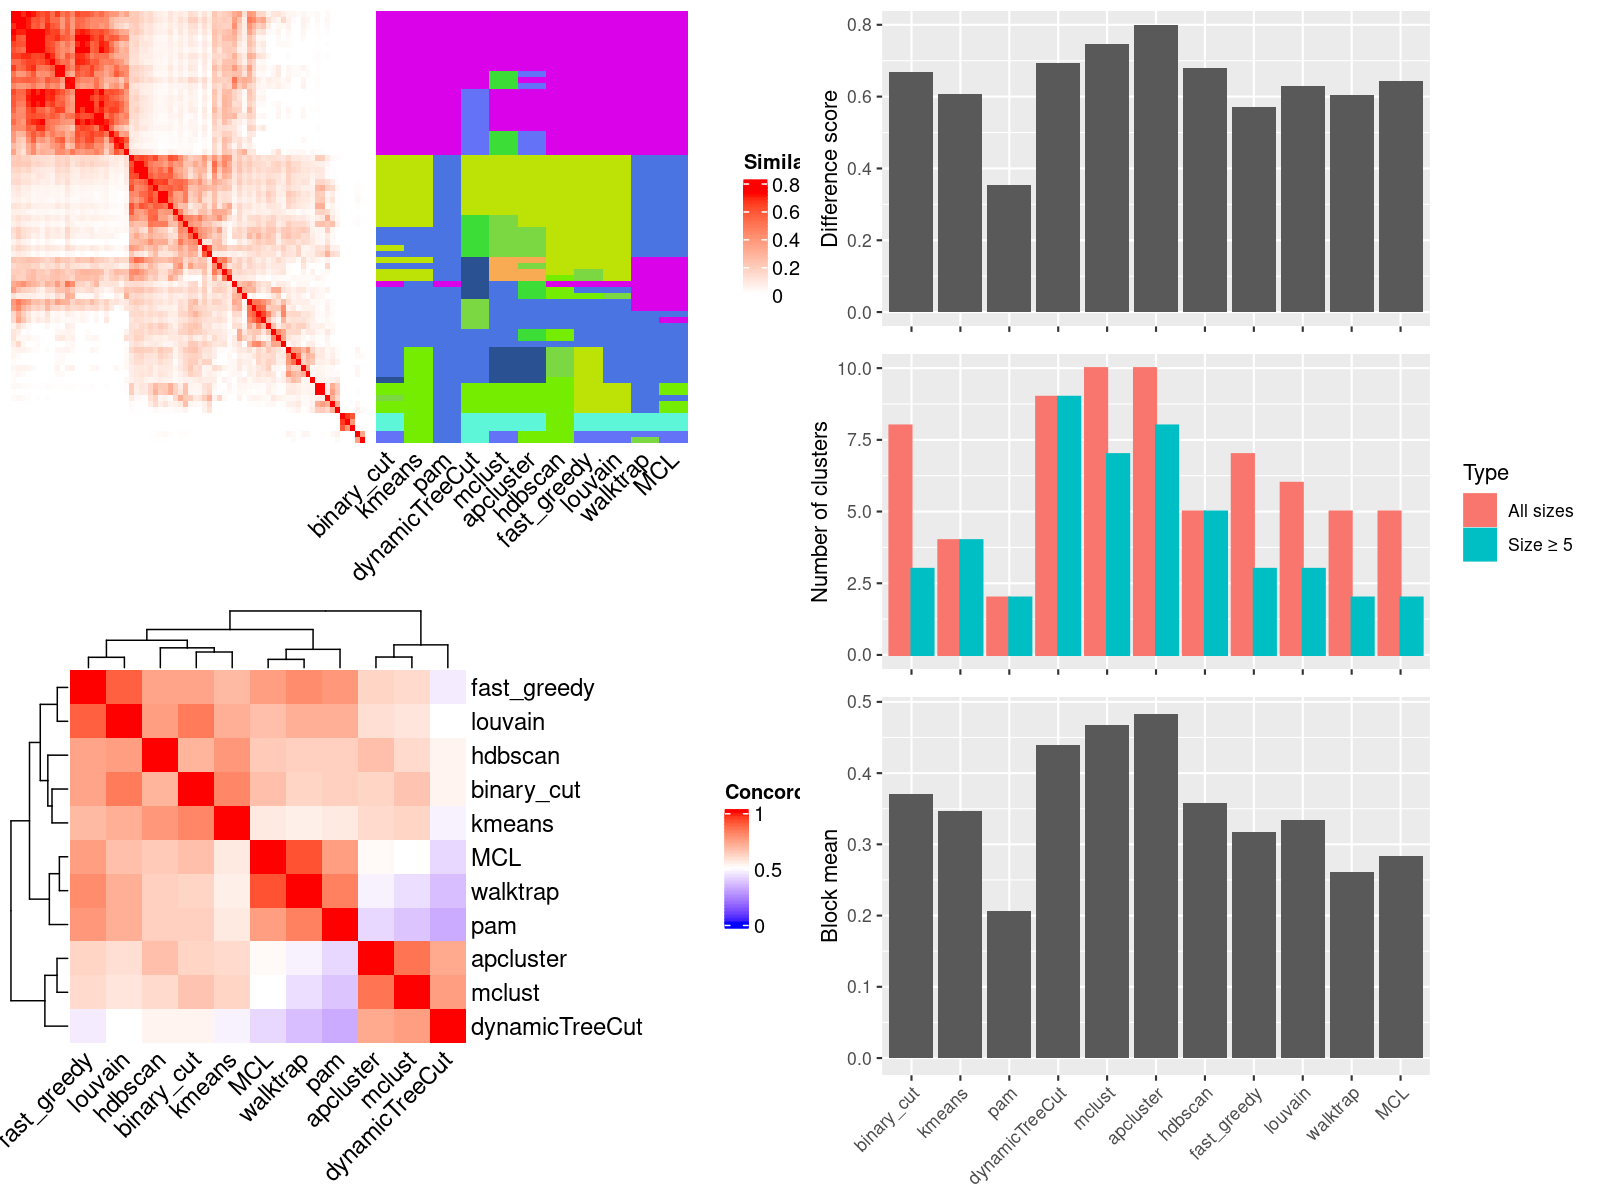 Simila
0.8
0.6
0.4
0.2
0
binary_cut
kmeans
pam
dynamicTreeCut
mclust
apcluster
hdbscan
fast_greedy
louvain
walktrap
MCL
fast_greedy
louvain
hdbscan
binary_cut
kmeans
MCL
walktrap
pam
apcluster
mclust
dynamicTreeCut
fast_greedy
louvain
hdbscan
binary_cut
kmeans
MCL
walktrap
pam
apcluster
mclust
dynamicTreeCut
Concord
1
0.5
0
Difference score
0.8
0.6
0.4
0.2
0.0
Number of clusters
10.0
7.5
5.0
2.5
0.0
Type
All sizes
Size ≥ 5
Block mean
0.5
0.4
0.3
0.2
0.1
0.0
binary_cut
kmeans
pam
dynamicTreeCut
mclust
apcluster
hdbscan
fast_greedy
louvain
walktrap
MCL